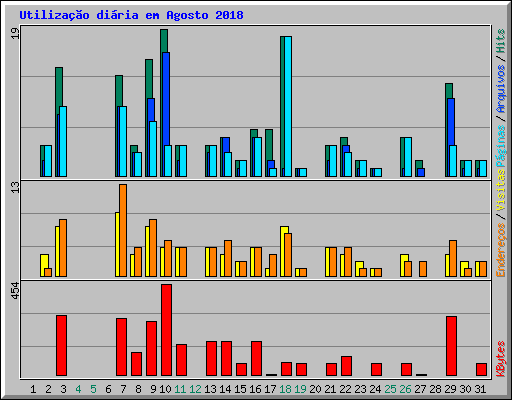 Utilização diária em Agosto 2018
19
13
454
Hits / Arquivos / Páginas
Visitas / Endereços
KBytes
1 2 3 4 5 6 7 8 9 10 11 12 13 14 15 16 17 18 19 20 21 22 23 24 25 26 27 28 29 30 31